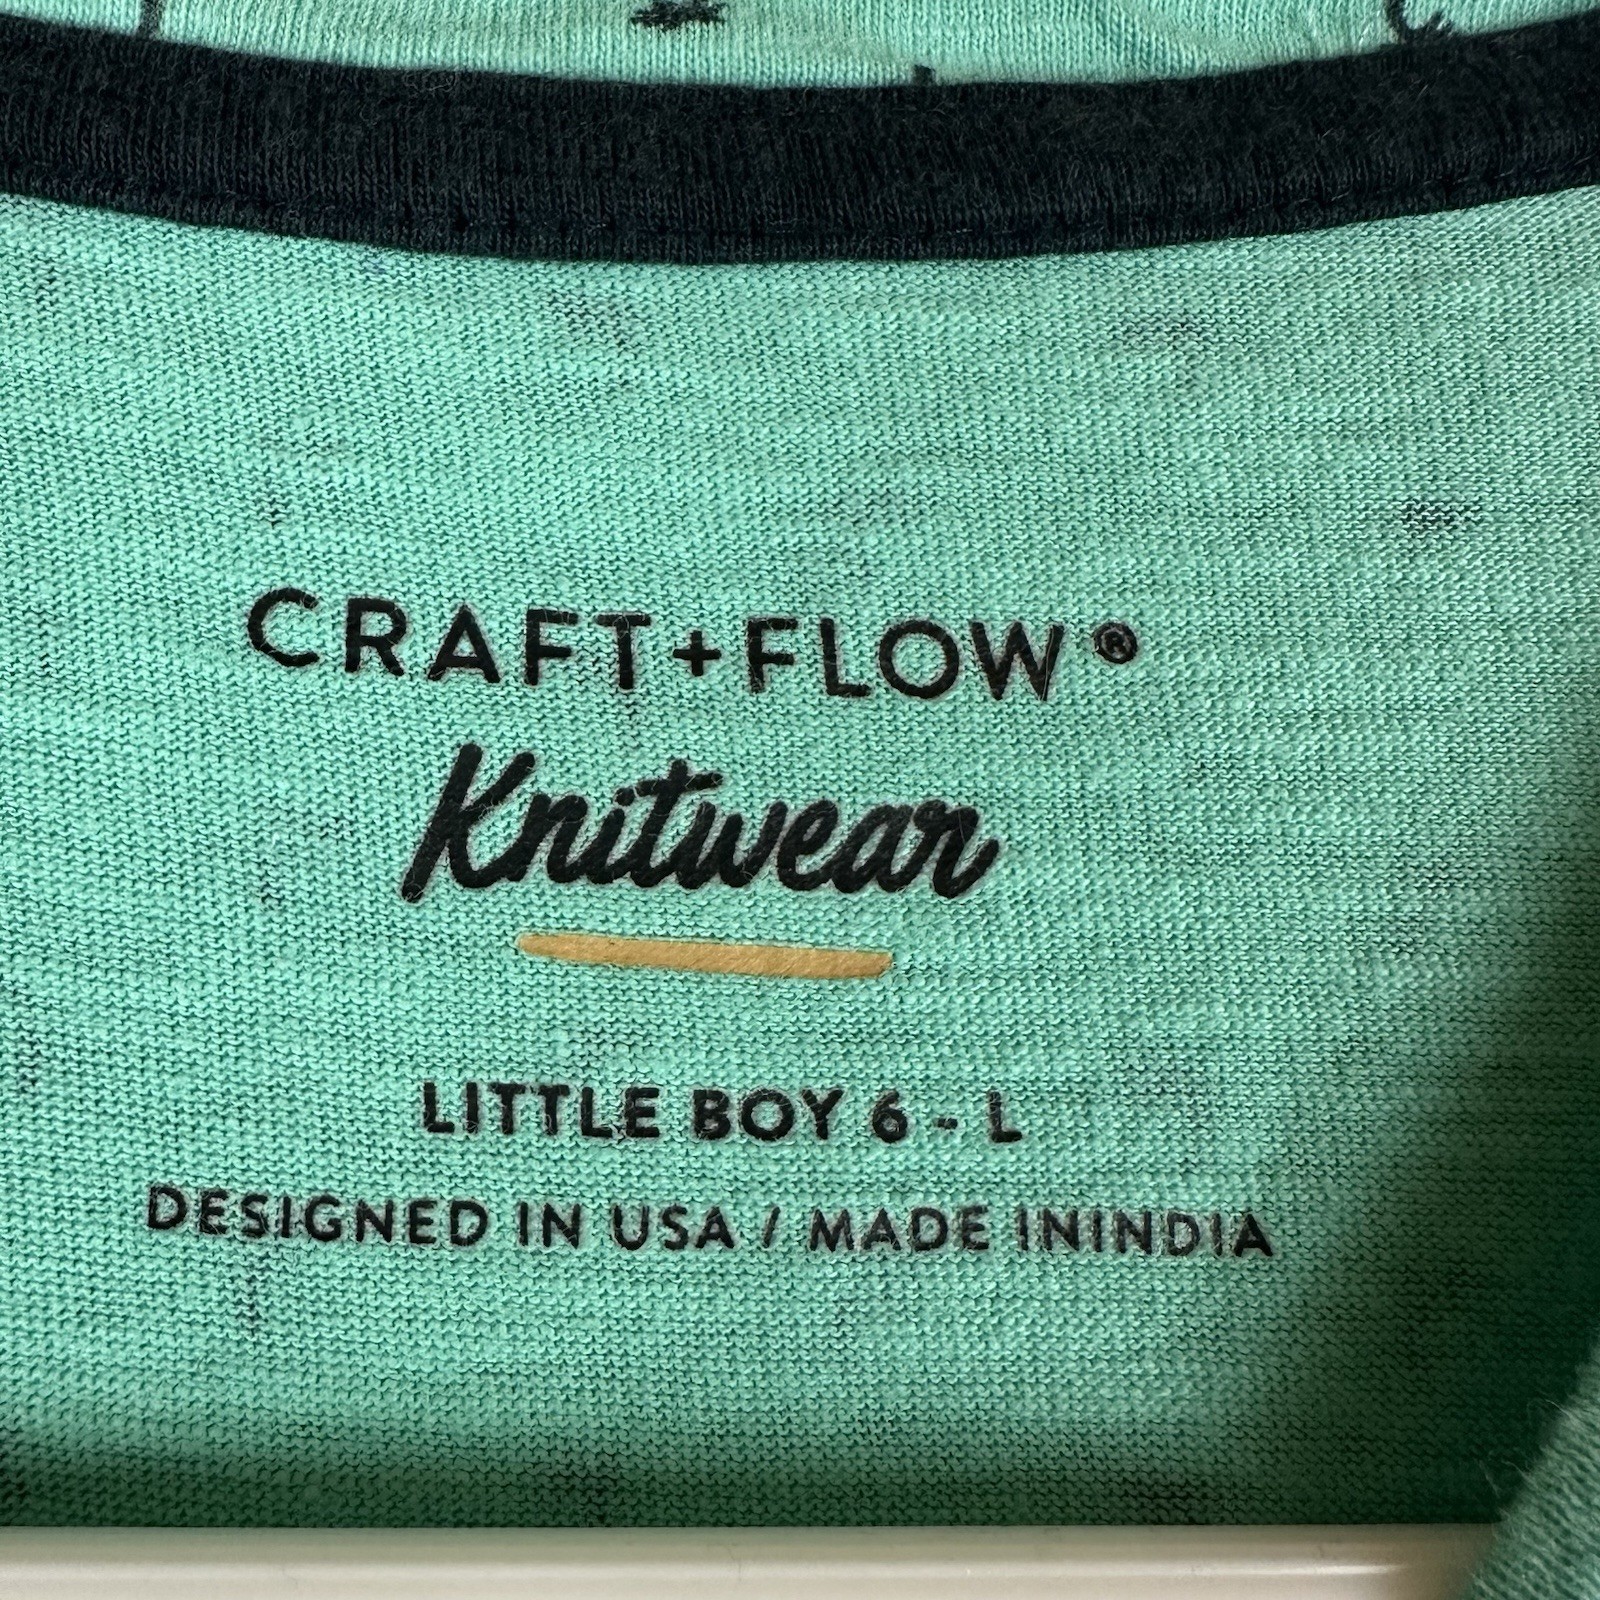 CRAFT+FLOW®
Knitwear
LITTLE BOY 6 - L
DESIGNED IN USA / MADE ININDIA